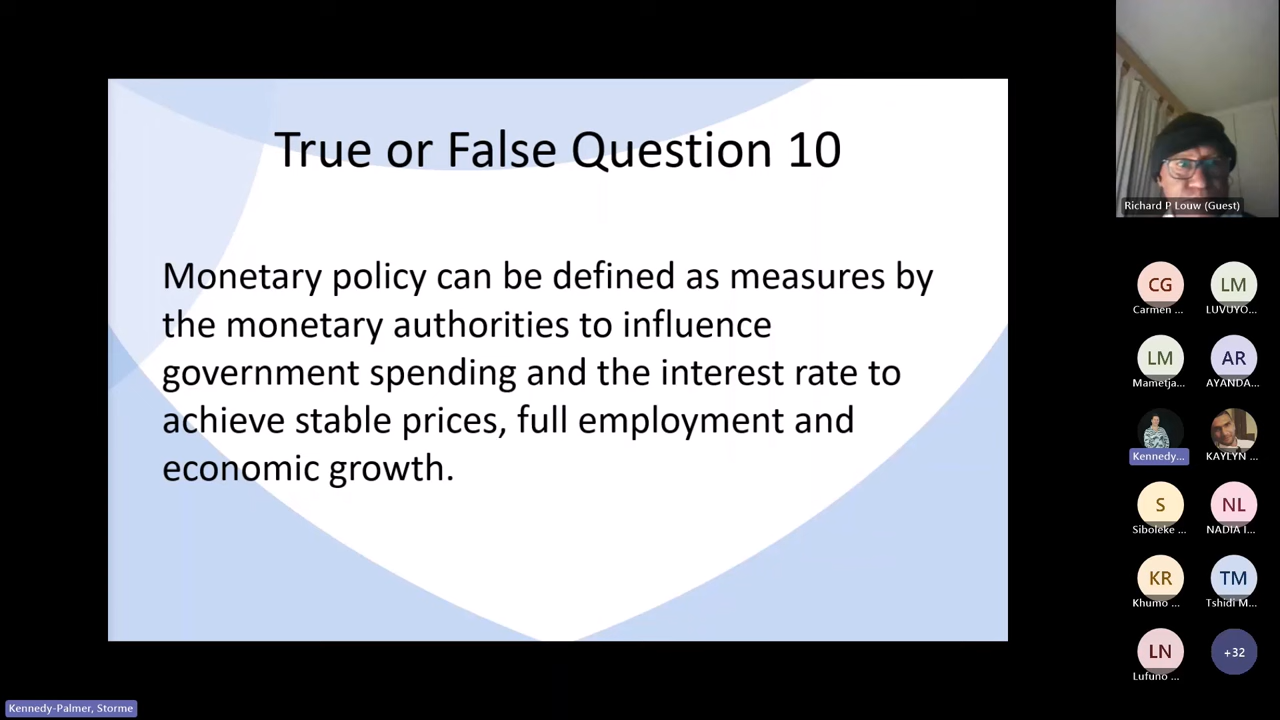 True or False Question 10
Monetary policy can be defined as measures by
the monetary authorities to influence
government spending and the interest rate to
achieve stable prices, full employment and
economic growth.
Richard P Louw (Guest)
CG
Carmen ...
LM
LUVUYO...
LM
Mametja...
AR
AYANDA...
Kennedy...
KAYLYN ...
S
Siboleke ...
NL
NADIA I...
KR
Khumo ...
TM
Tshidi M...
LN
Lufuno ...
+32
Kennedy-Palmer, Storme